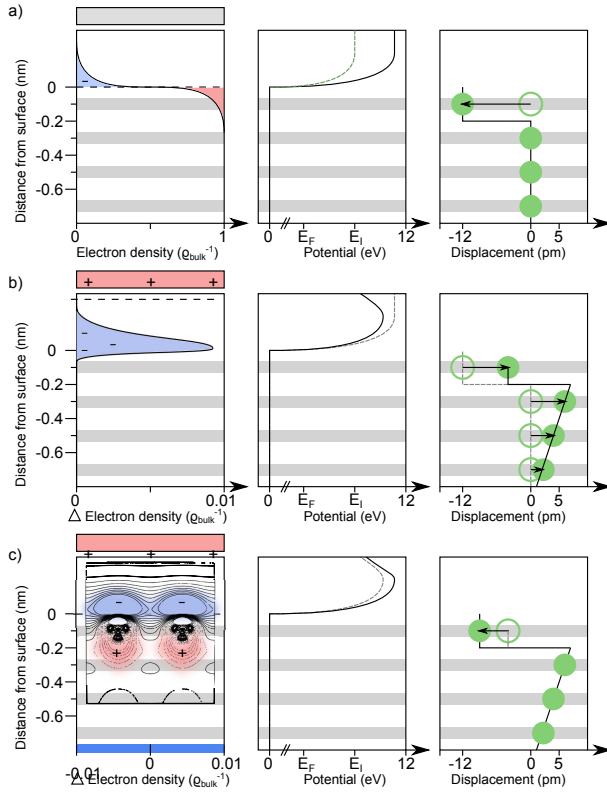 a)
Distance from surface (nm)
0
-0.2
-0.4
-0.6
-
0 1
Electron density (ϱbulk⁻¹)
0 EF EI 12
Potential (eV)
-12 0 5
Displacement (pm)
b)
+ + +
Distance from surface (nm)
0
-0.2
-0.4
-0.6
-
-
-
0 0.01
△ Electron density (ϱbulk⁻¹)
0 EF EI 12
Potential (eV)
-12 0 5
Displacement (pm)
c)
+ + +
Distance from surface (nm)
0
-0.2
-0.4
-0.6
- -
+ +
-0.01 0 0.01
△ Electron density (ϱbulk⁻¹)
0 EF EI 12
Potential (eV)
-12 0 5
Displacement (pm)